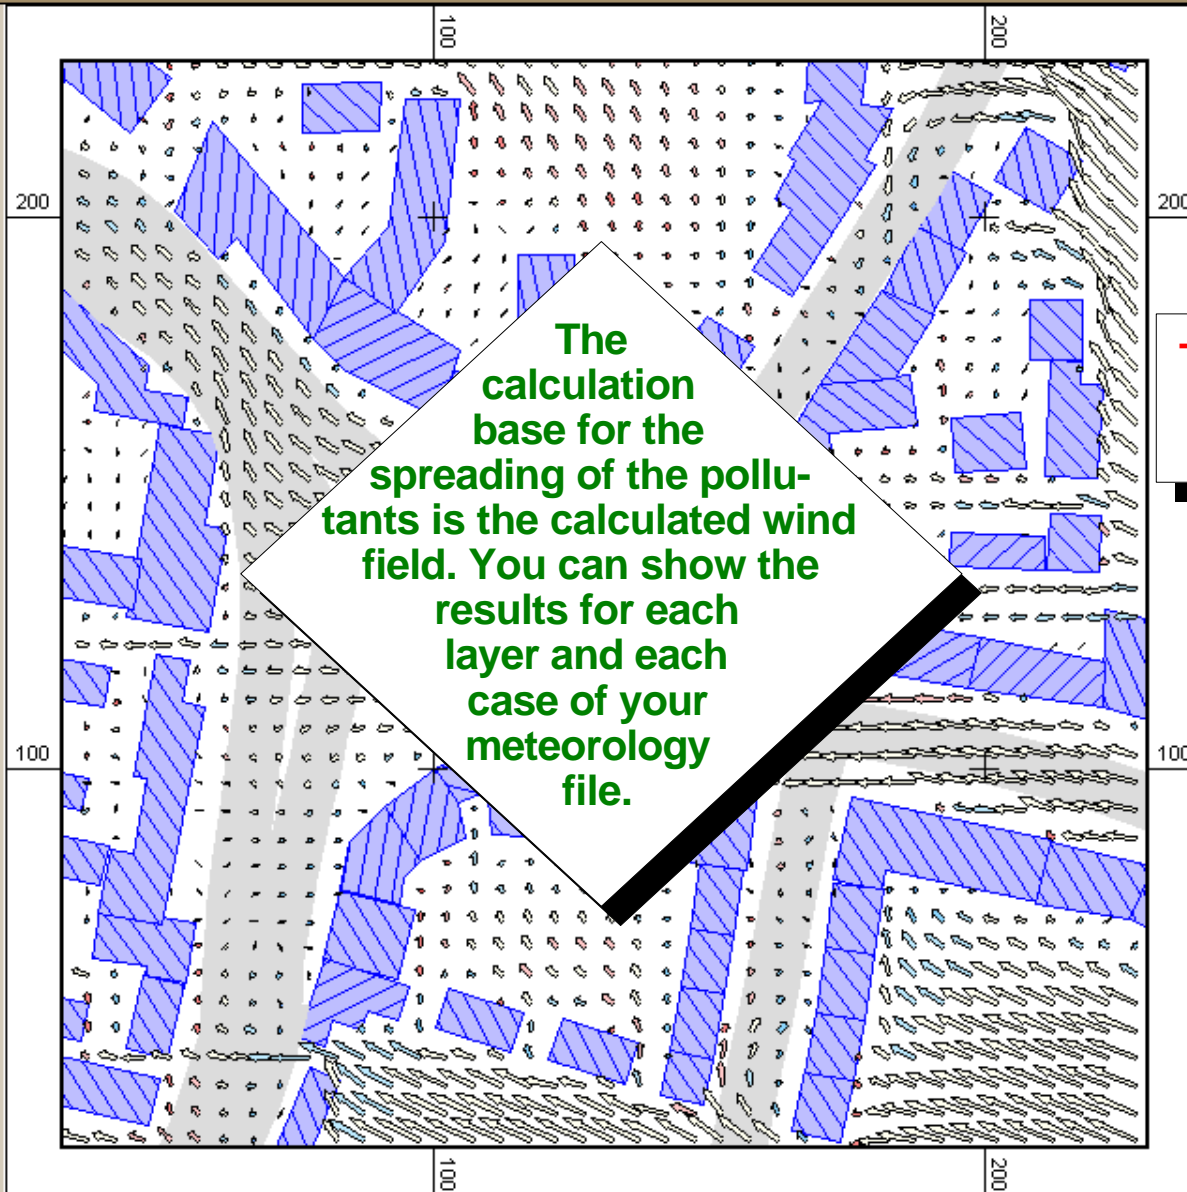 100 200
200 200
The
calculation
base for the
spreading of the pollu-
tants is the calculated wind
field. You can show the
results for each
layer and each
case of your
meteorology
file.
100 100
100 200